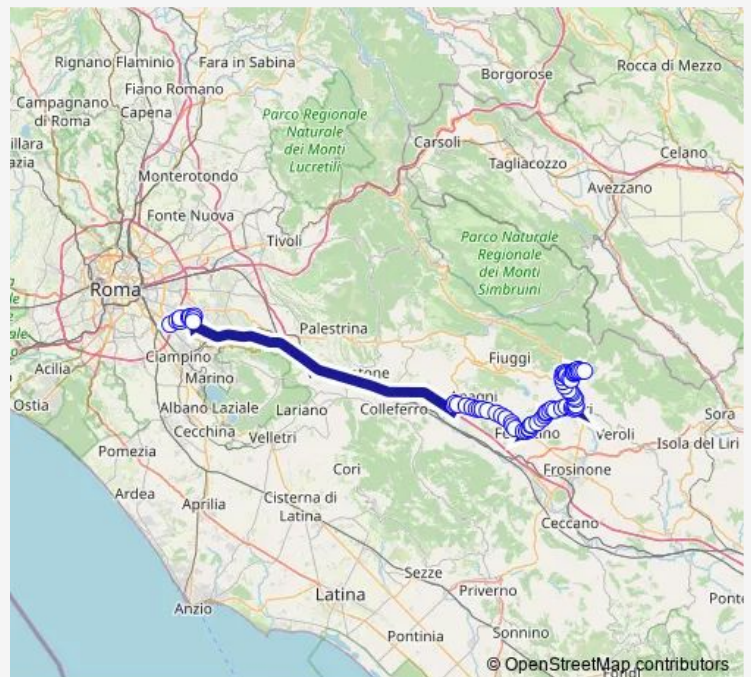 Rignano Flaminio
Fara in Sabina
Rocca di Mezzo
Borgorose
Fiano Romano
Campagnano
di Roma
Capena
Parco Regionale
Naturale
dei Monti
Lucretili
Carsoli
Celano
Tagliacozzo
Monterotondo
Avezzano
Fonte Nuova
Tivoli
Parco Naturale
Regionale
dei Monti
Simbruini
Roma
Palestrina
Ciampino
Fiuggi
Acilia
Marino
Ostia
Albano Laziale
Lariano
Colleferro
Sora
Cecchina
Velletri
Veroli
Isola del Liri
Pomezia
Cori
Frosinone
Ardea
Aprilia
Cisterna di
Latina
Ceccano
Sezze
Anzio
Latina
Priverno
Pontinia
Sonnino
© OpenStreetMap contributors